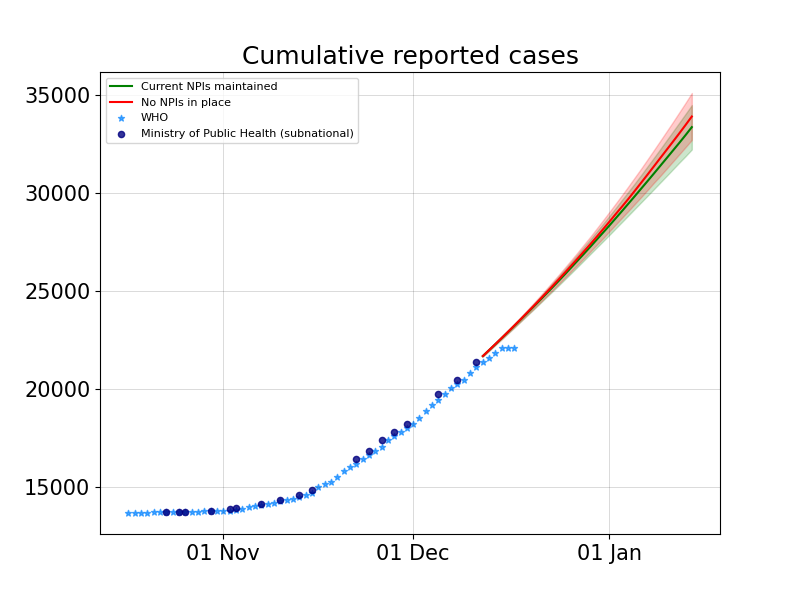 Cumulative reported cases
Current NPIs maintained
No NPIs in place
WHO
Ministry of Public Health (subnational)
35000
30000
25000
20000
15000
01 Nov
01 Dec
01 Jan